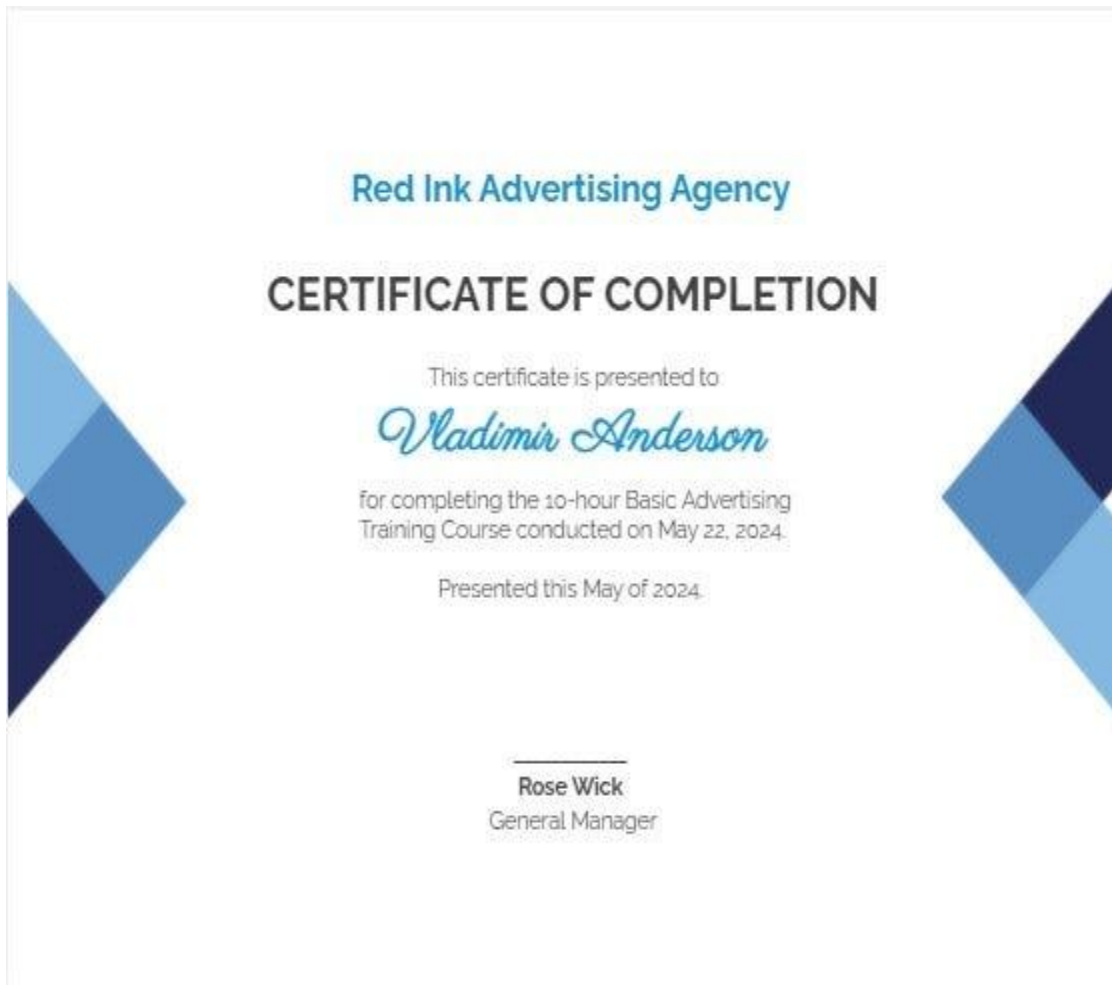 Red Ink Advertising Agency
CERTIFICATE OF COMPLETION
This certificate is presented to
Vladimir Anderson
for completing the 10-hour Basic Advertising
Training Course conducted on May 22, 2024.
Presented this May of 2024.
Rose Wick
General Manager